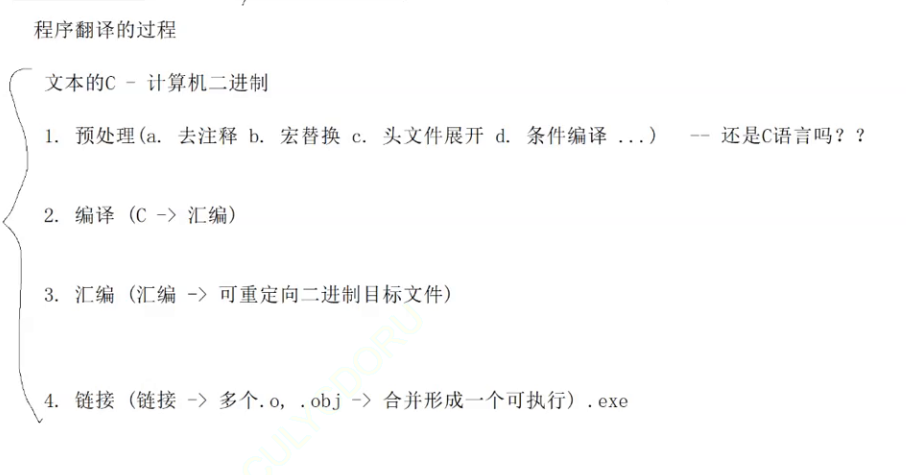 程序翻译的过程
文本的C - 计算机二进制
1. 预处理(a. 去注释 b. 宏替换 c. 头文件展开 d. 条件编译 ...)   -- 还是C语言吗？？
2. 编译 (C -> 汇编)
3. 汇编 (汇编 -> 可重定向二进制目标文件)
4. 链接 (链接 -> 多个.o, .obj -> 合并形成一个可执行) .exe